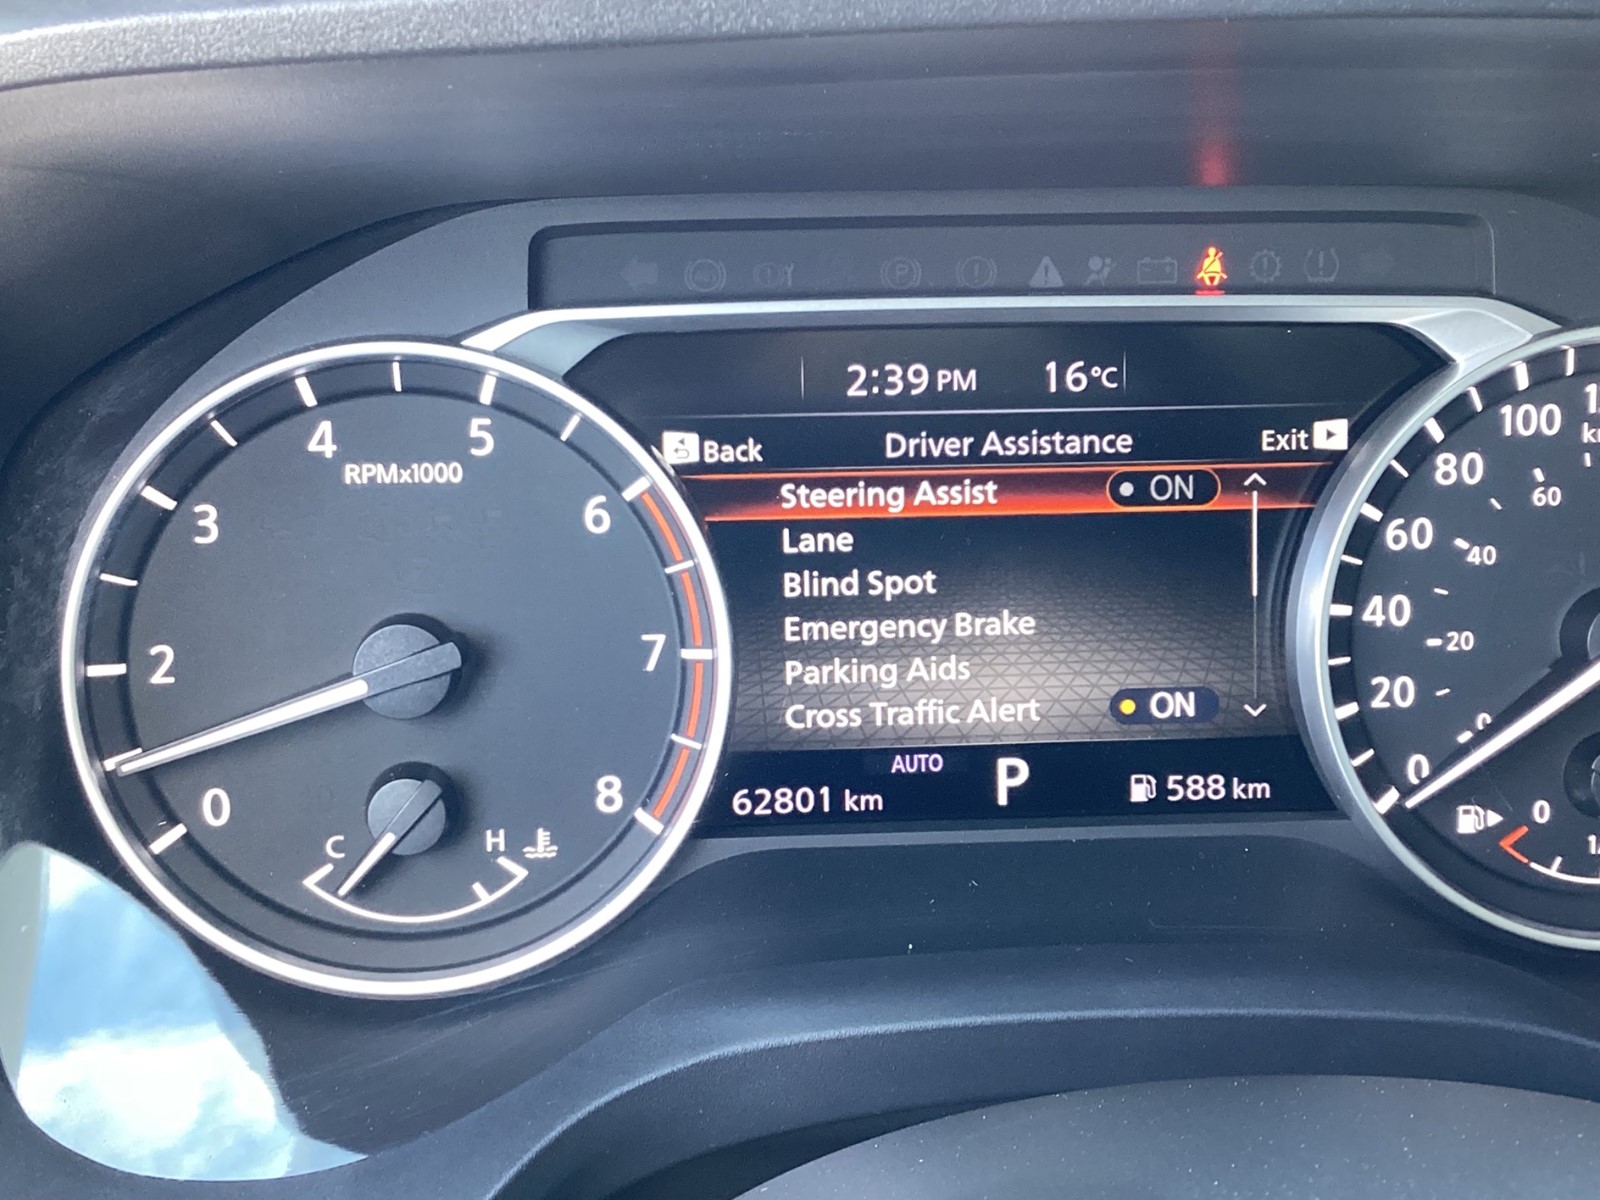 2:39 PM 16°C
Back Driver Assistance Exit
Steering Assist ON
Lane
Blind Spot
Emergency Brake
Parking Aids
Cross Traffic Alert ON
AUTO
62801 km P 588 km
RPMx1000
0 2 3 4 5 6 7 8
C H
0 20 40 60 80 100
0 20 40 60
0